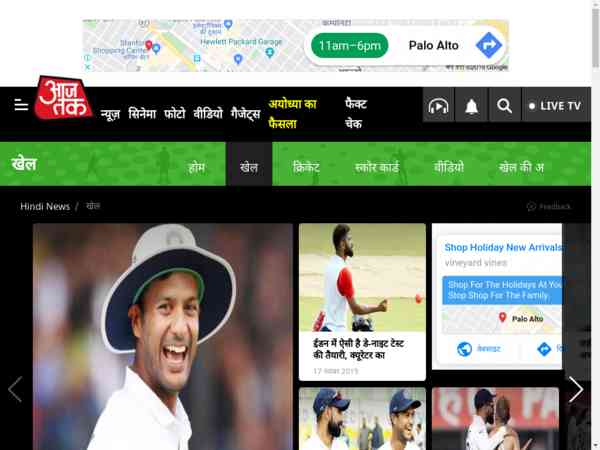 Stanford
Shopping Center
Hewlett Packard Garage
11am–6pm
Palo Alto
Google
आज
तक
न्यूज़
सिनेमा
फोटो
वीडियो
गैजेट्स
अयोध्या का
फैसला
फैक्ट
चेक
LIVE TV
खेल
होम
खेल
क्रिकेट
स्कोर कार्ड
वीडियो
खेल की अ
Hindi News / खेल
Feedback
ईडन में ऐसी है डे-नाइट टेस्ट
की तैयारी, क्यूरेटर का
17 नवंबर 2019
Shop Holiday New Arrivals
vineyard vines
Shop For The Holidays At You
Stop Shop For The Family.
Palo Alto
वेबसाइट